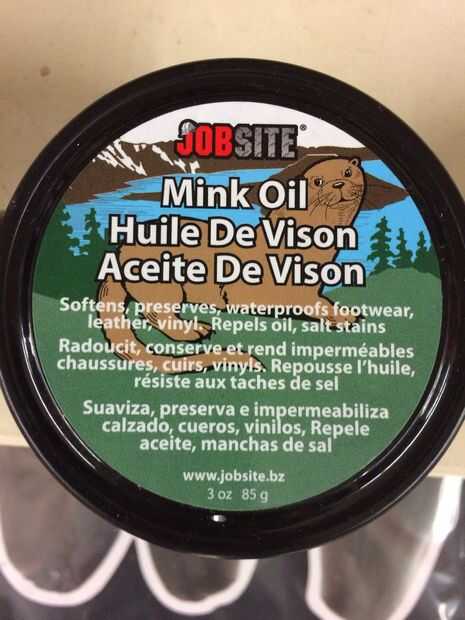 JOBSITE®
Mink Oil
Huile De Vison
Aceite De Vison
Softens, preserves, waterproofs footwear,
leather, vinyl, Repels oil, salt stains
Radoucit, conserve et rend imperméables
chaussures, cuirs, vinyls. Repousse l'huile,
résiste aux taches de sel
Suaviza, preserva e impermeabiliza
calzado, cueros, vinilos, Repele
aceite, manchas de sal
www.jobsite.bz
3 oz 85 g